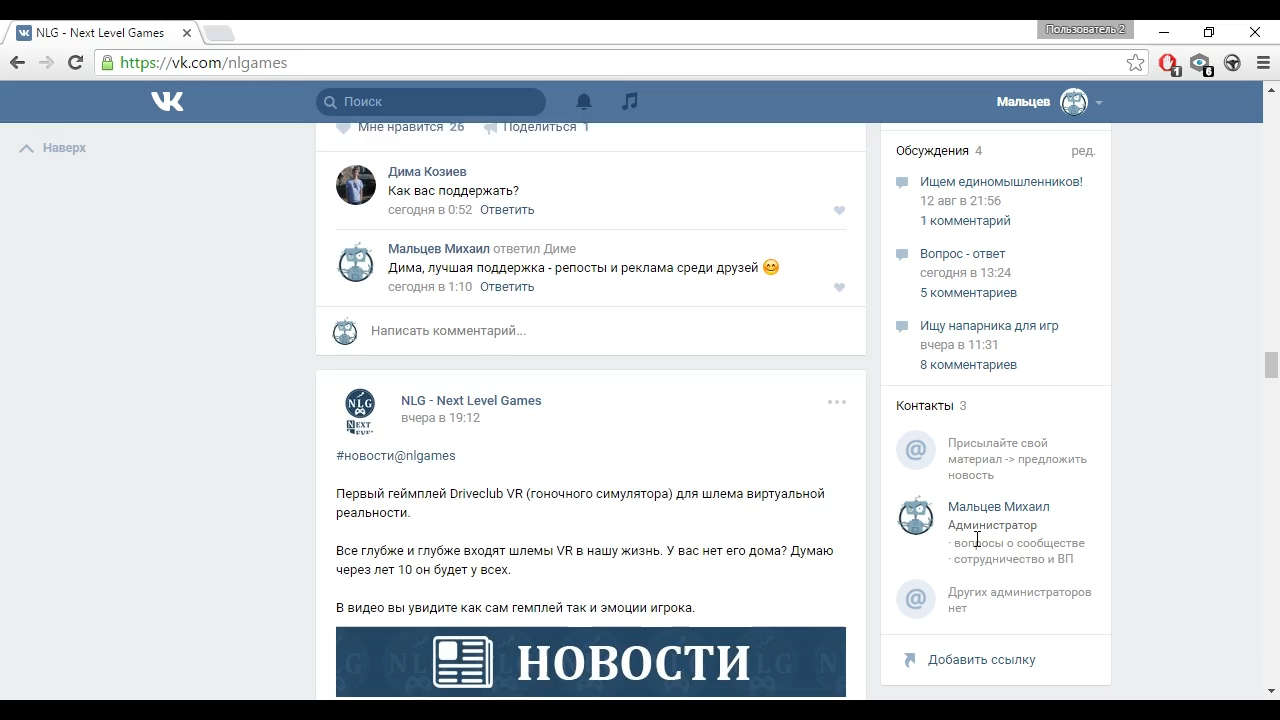 NLG - Next Level Games
Пользователь 2
https://vk.com/nlgames
1
6
Поиск
Мальцев
Наверх
Мне нравится 26 Поделиться 1
Дима Козиев
Как вас поддержать?
сегодня в 0:52 Ответить
Мальцев Михаил ответил Диме
Дима, лучшая поддержка - репосты и реклама среди друзей 😊
сегодня в 1:10 Ответить
Написать комментарий...
NLG
NEXT
NLG - Next Level Games
вчера в 19:12
#новости@nlgames
Первый геймплей Driveclub VR (гоночного симулятора) для шлема виртуальной
реальности.
Все глубже и глубже входят шлемы VR в нашу жизнь. У вас нет его дома? Думаю
через лет 10 он будет у всех.
В видео вы увидите как сам гемплей так и эмоции игрока.
НОВОСТИ
Обсуждения 4 ред.
Ищем единомышленников!
12 авг в 21:56
1 комментарий
Вопрос - ответ
сегодня в 13:24
5 комментариев
Ищу напарника для игр
вчера в 11:31
8 комментариев
Контакты 3
@ Присылайте свой
материал -> предложить
новость
Мальцев Михаил
Администратор
· вопросы о сообществе
· сотрудничество и ВП
@ Других администраторов
нет
Добавить ссылку